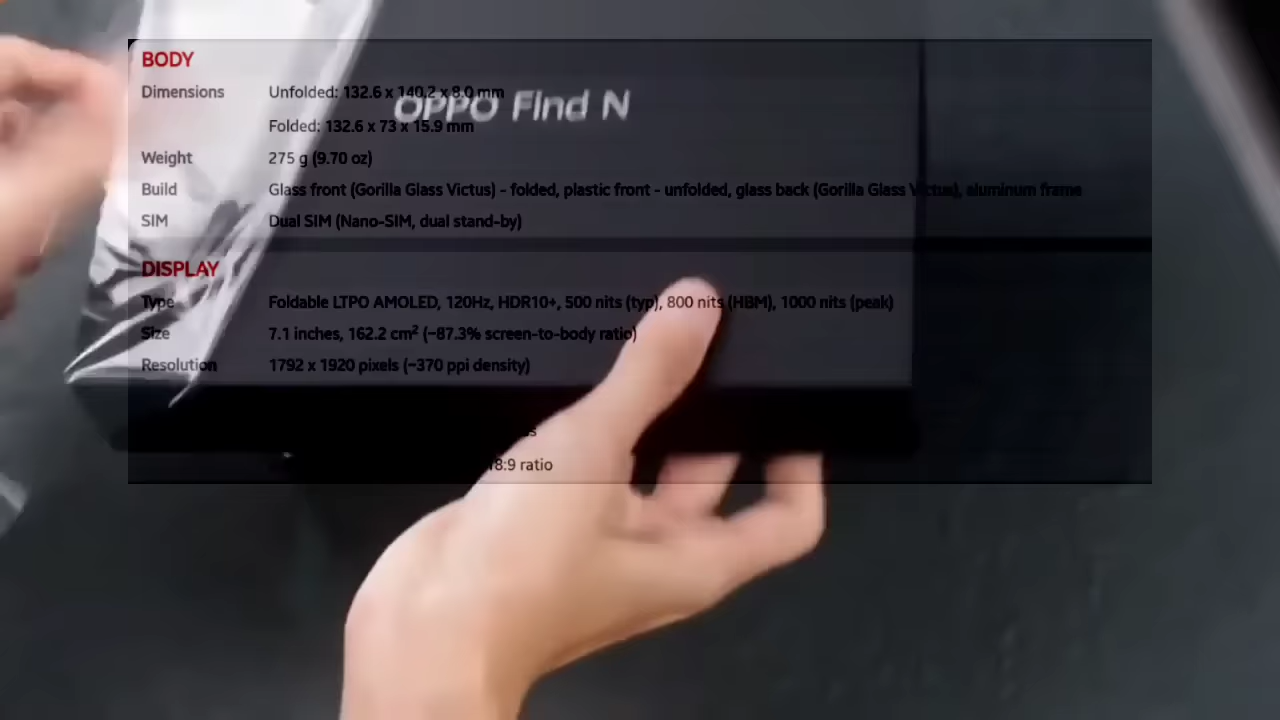 BODY
Dimensions Unfolded: 132.6 x 140.2 x 8.0 mm
OPPO Find N
Folded: 132.6 x 73 x 15.9 mm
Weight 275 g (9.70 oz)
Build Glass front (Gorilla Glass Victus) - folded, plastic front - unfolded, glass back (Gorilla Glass Victus), aluminum frame
SIM Dual SIM (Nano-SIM, dual stand-by)
DISPLAY
Type Foldable LTPO AMOLED, 120Hz, HDR10+, 500 nits (typ), 800 nits (HBM), 1000 nits (peak)
Size 7.1 inches, 162.2 cm² (~87.3% screen-to-body ratio)
Resolution 1792 x 1920 pixels (~370 ppi density)
18:9 ratio